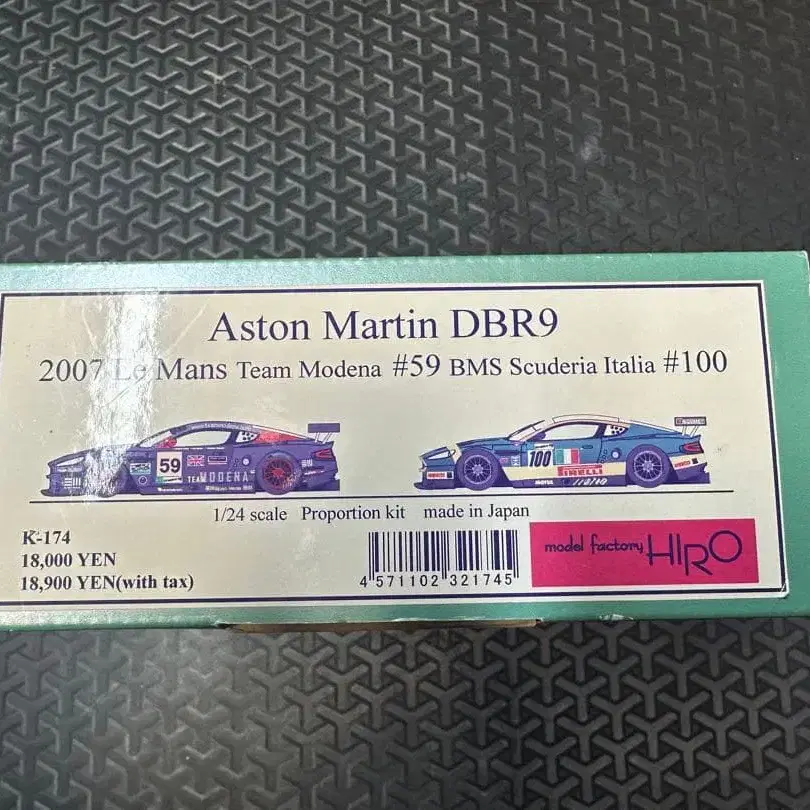 Aston Martin DBR9
2007 Le Mans Team Modena #59 BMS Scuderia Italia #100
59
TEAM MODENA
100
PIRELLI
1/24 scale Proportion kit made in Japan
K-174
18,000 YEN
18,900 YEN(with tax)
4 571102 321745
model factory HIRO